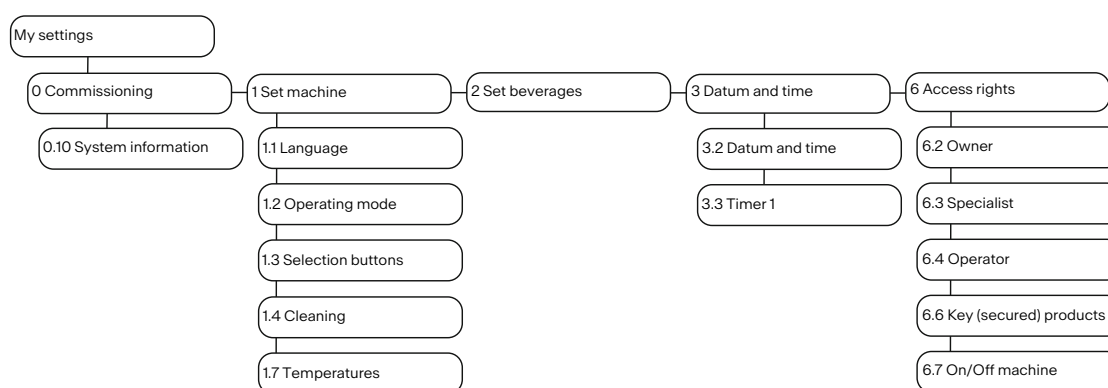 My settings
0 Commissioning
0.10 System information
1 Set machine
1.1 Language
1.2 Operating mode
1.3 Selection buttons
1.4 Cleaning
1.7 Temperatures
2 Set beverages
3 Datum and time
3.2 Datum and time
3.3 Timer 1
6 Access rights
6.2 Owner
6.3 Specialist
6.4 Operator
6.6 Key (secured) products
6.7 On/Off machine